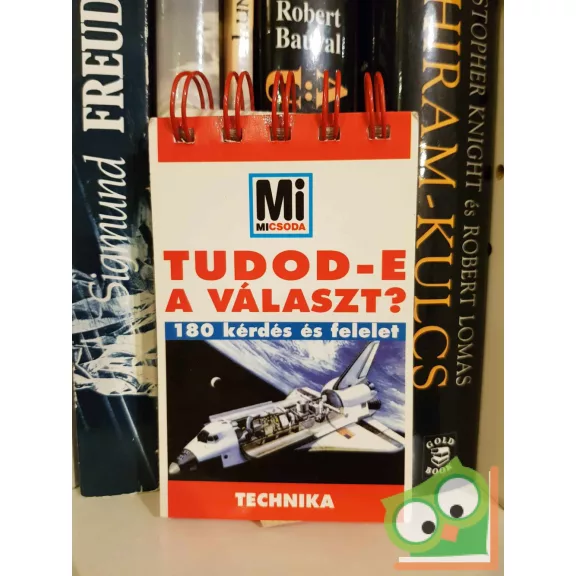 Sigmund FREUD
Robert
Bauval
HIRAM-KULCS
CHRISTOPHER KNIGHT és ROBERT LOMAS
GOLD
BOOK
Mi
MICSODA
TUDOD-E
A VÁLASZT?
180 kérdés és felelet
TECHNIKA